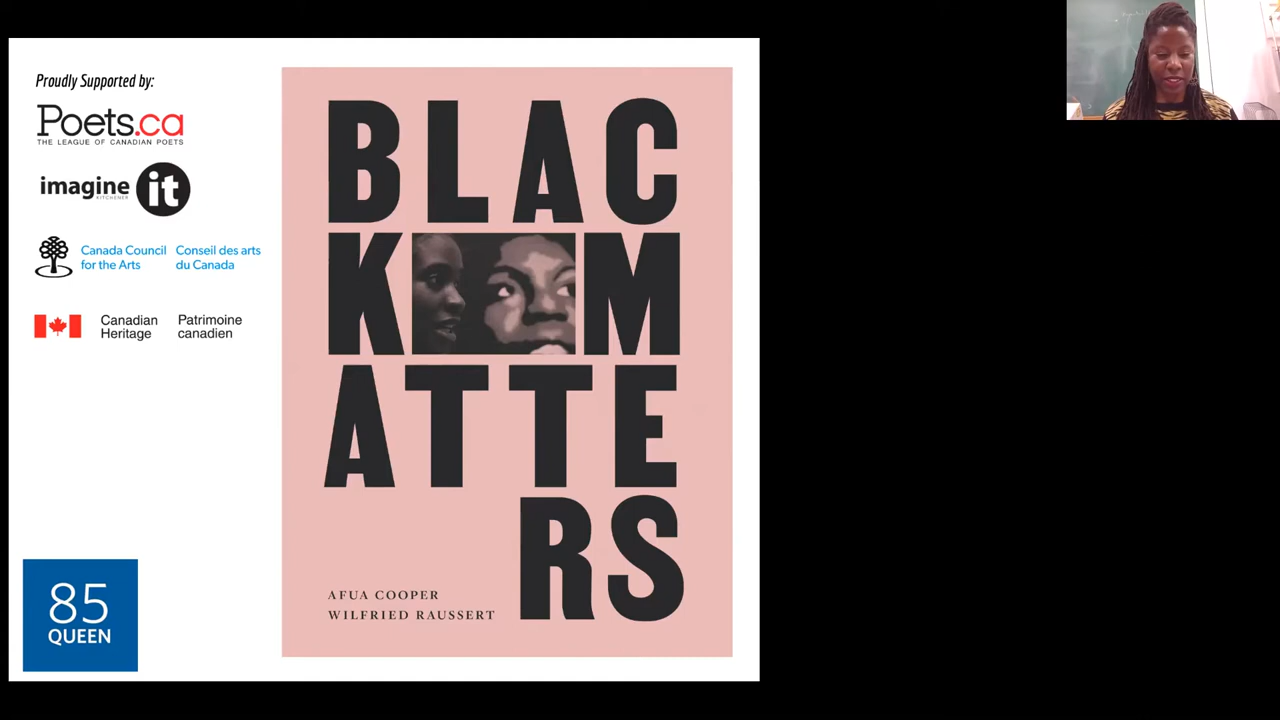 Proudly Supported by:
Poets.ca
THE LEAGUE OF CANADIAN POETS
imagine it
KITCHENER
Canada Council Conseil des arts
for the Arts du Canada
Canadian Patrimoine
Heritage canadien
85
QUEEN
BLAC
K M
ATTE
RS
AFUA COOPER
WILFRIED RAUSSERT